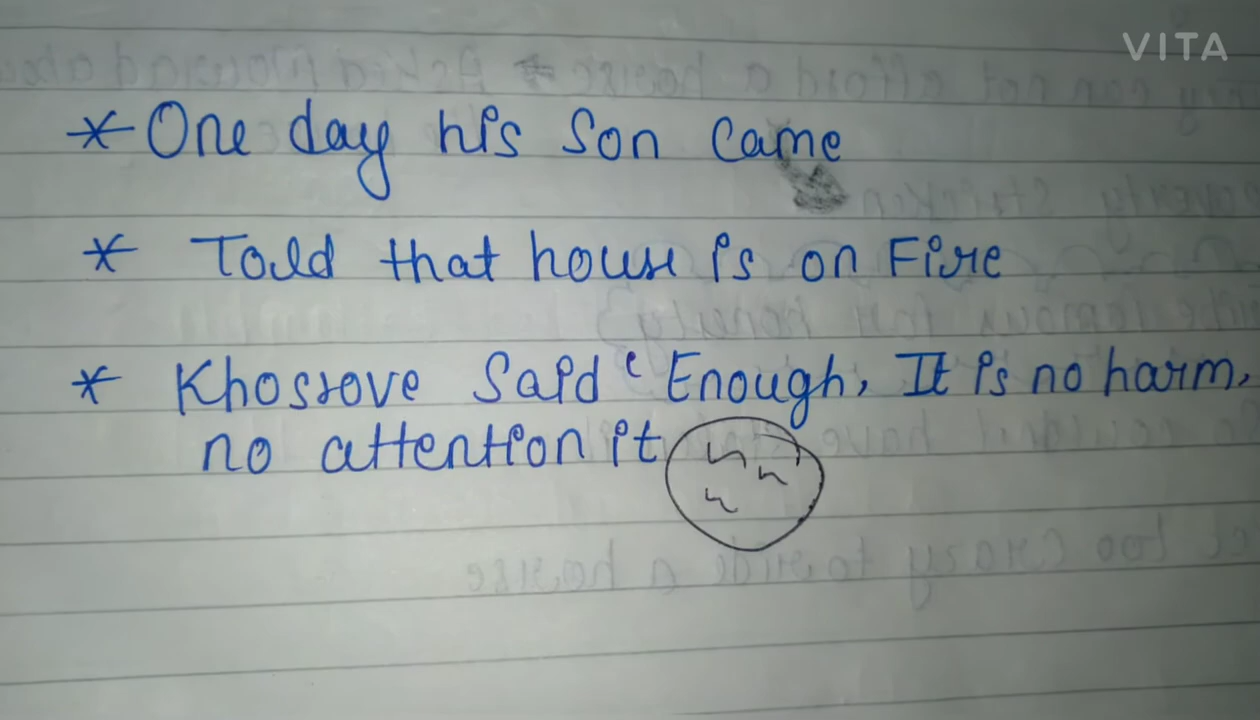 VITA
* One day his Son came
* Told that house is on Fire
* Khosrove Said ‘Enough, It is no harm,
no attention it